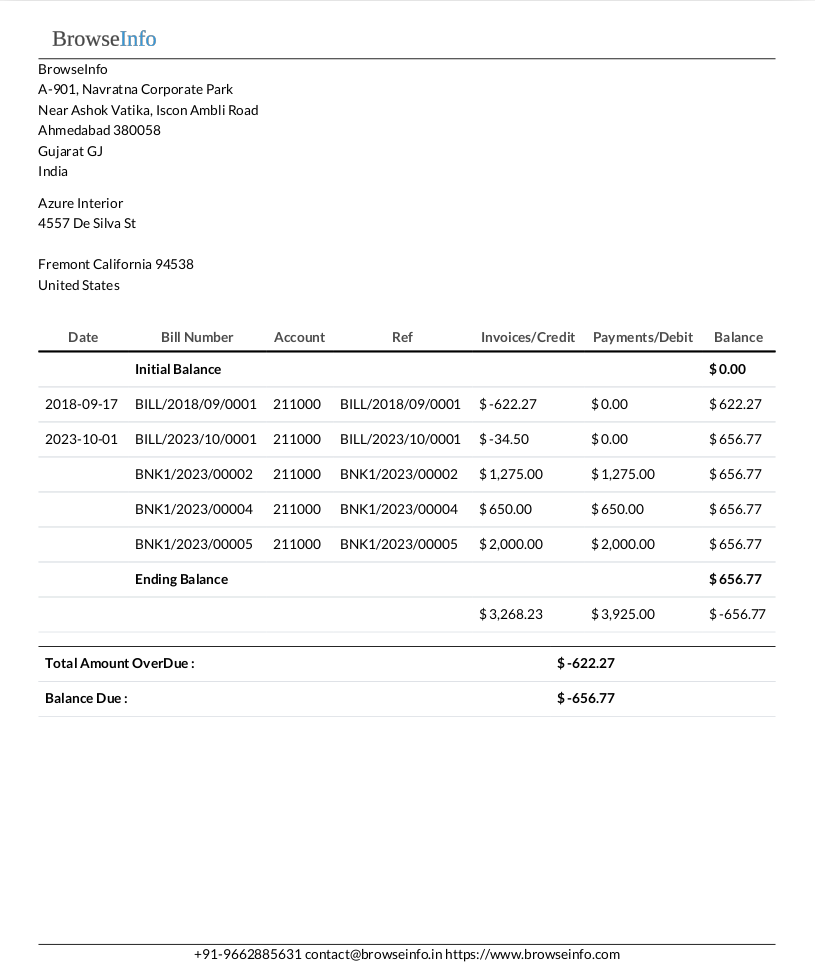 BrowseInfo
BrowseInfo
A-901, Navratna Corporate Park
Near Ashok Vatika, Iscon Ambli Road
Ahmedabad 380058
Gujarat GJ
India
Azure Interior
4557 De Silva St
Fremont California 94538
United States
Date Bill Number Account Ref Invoices/Credit Payments/Debit Balance
Initial Balance $ 0.00
2018-09-17 BILL/2018/09/0001 211000 BILL/2018/09/0001 $ -622.27 $ 0.00 $ 622.27
2023-10-01 BILL/2023/10/0001 211000 BILL/2023/10/0001 $ -34.50 $ 0.00 $ 656.77
BNK1/2023/00002 211000 BNK1/2023/00002 $ 1,275.00 $ 1,275.00 $ 656.77
BNK1/2023/00004 211000 BNK1/2023/00004 $ 650.00 $ 650.00 $ 656.77
BNK1/2023/00005 211000 BNK1/2023/00005 $ 2,000.00 $ 2,000.00 $ 656.77
Ending Balance $ 656.77
$ 3,268.23 $ 3,925.00 $ -656.77
Total Amount OverDue : $ -622.27
Balance Due : $ -656.77
+91-9662885631 contact@browseinfo.in https://www.browseinfo.com